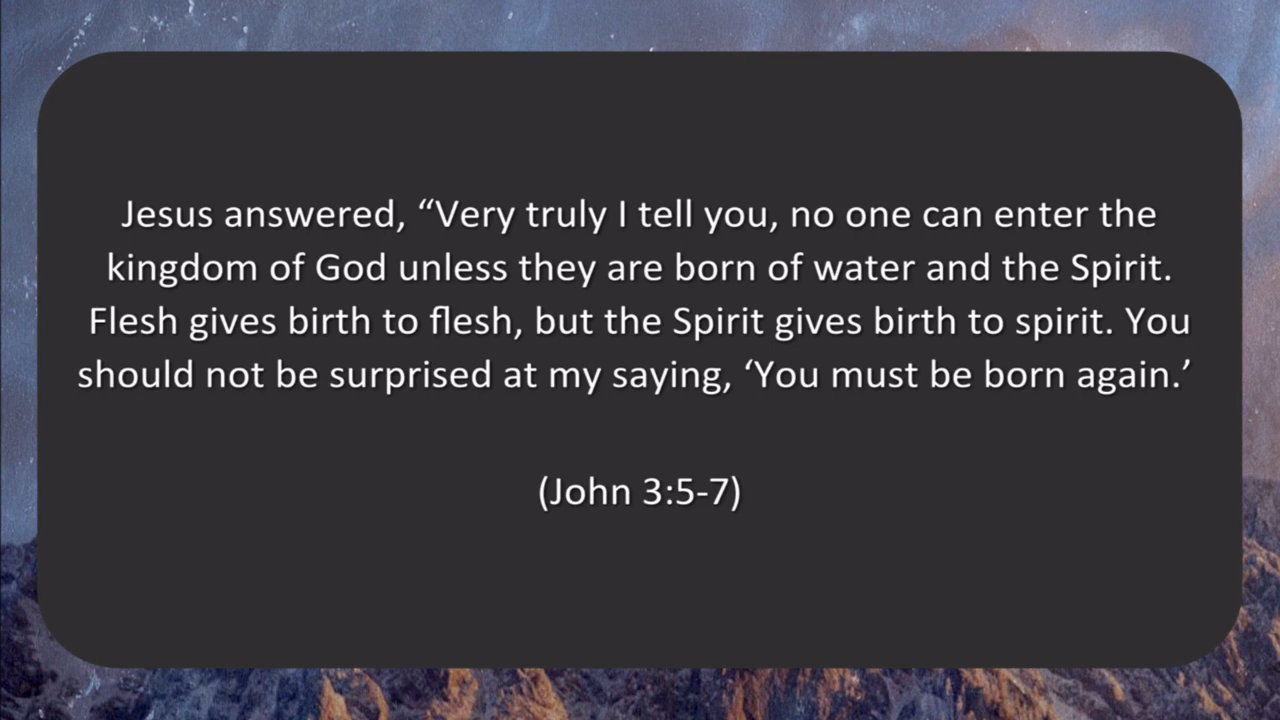 Jesus answered, “Very truly I tell you, no one can enter the
kingdom of God unless they are born of water and the Spirit.
Flesh gives birth to flesh, but the Spirit gives birth to spirit. You
should not be surprised at my saying, ‘You must be born again.’
(John 3:5-7)